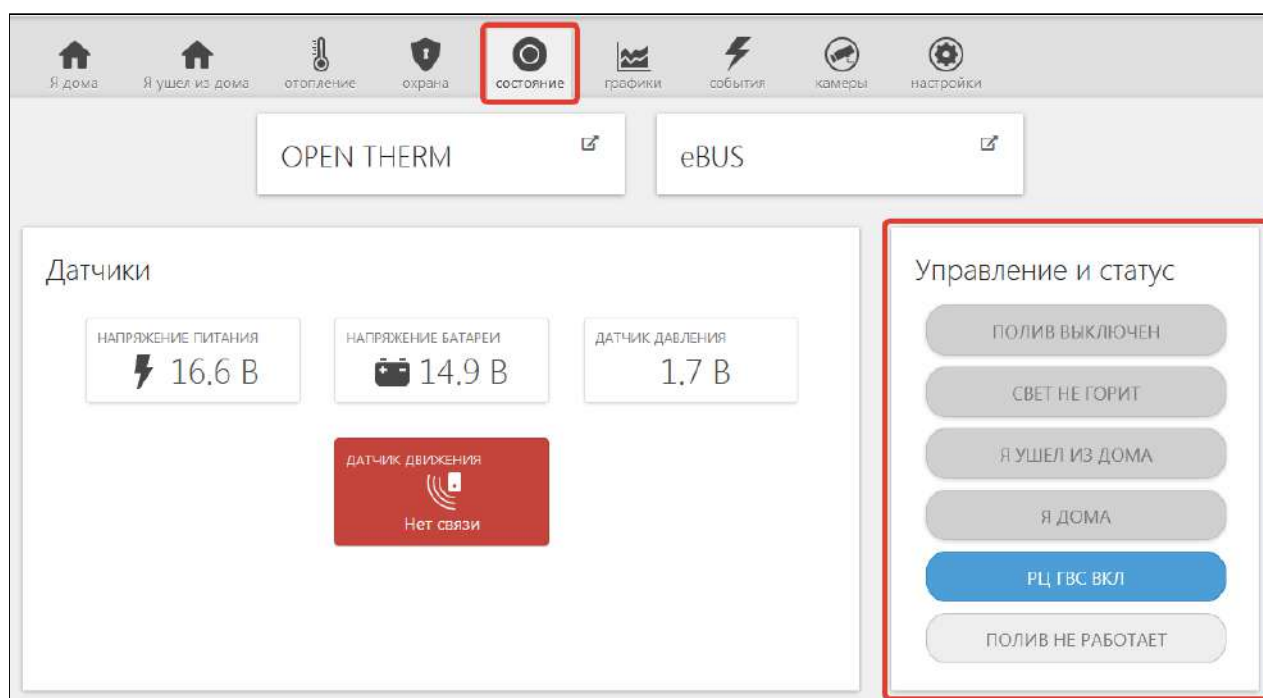 Я дома
Я ушел из дома
отопление
охрана
состояние
графики
события
камеры
настройки
OPEN THERM
eBUS
Датчики
НАПРЯЖЕНИЕ ПИТАНИЯ
16,6 В
НАПРЯЖЕНИЕ БАТАРЕИ
14,9 В
ДАТЧИК ДАВЛЕНИЯ
1,7 В
ДАТЧИК ДВИЖЕНИЯ
Нет связи
Управление и статус
ПОЛИВ ВЫКЛЮЧЕН
СВЕТ НЕ ГОРИТ
Я УШЕЛ ИЗ ДОМА
Я ДОМА
РЦ ГВС ВКЛ
ПОЛИВ НЕ РАБОТАЕТ